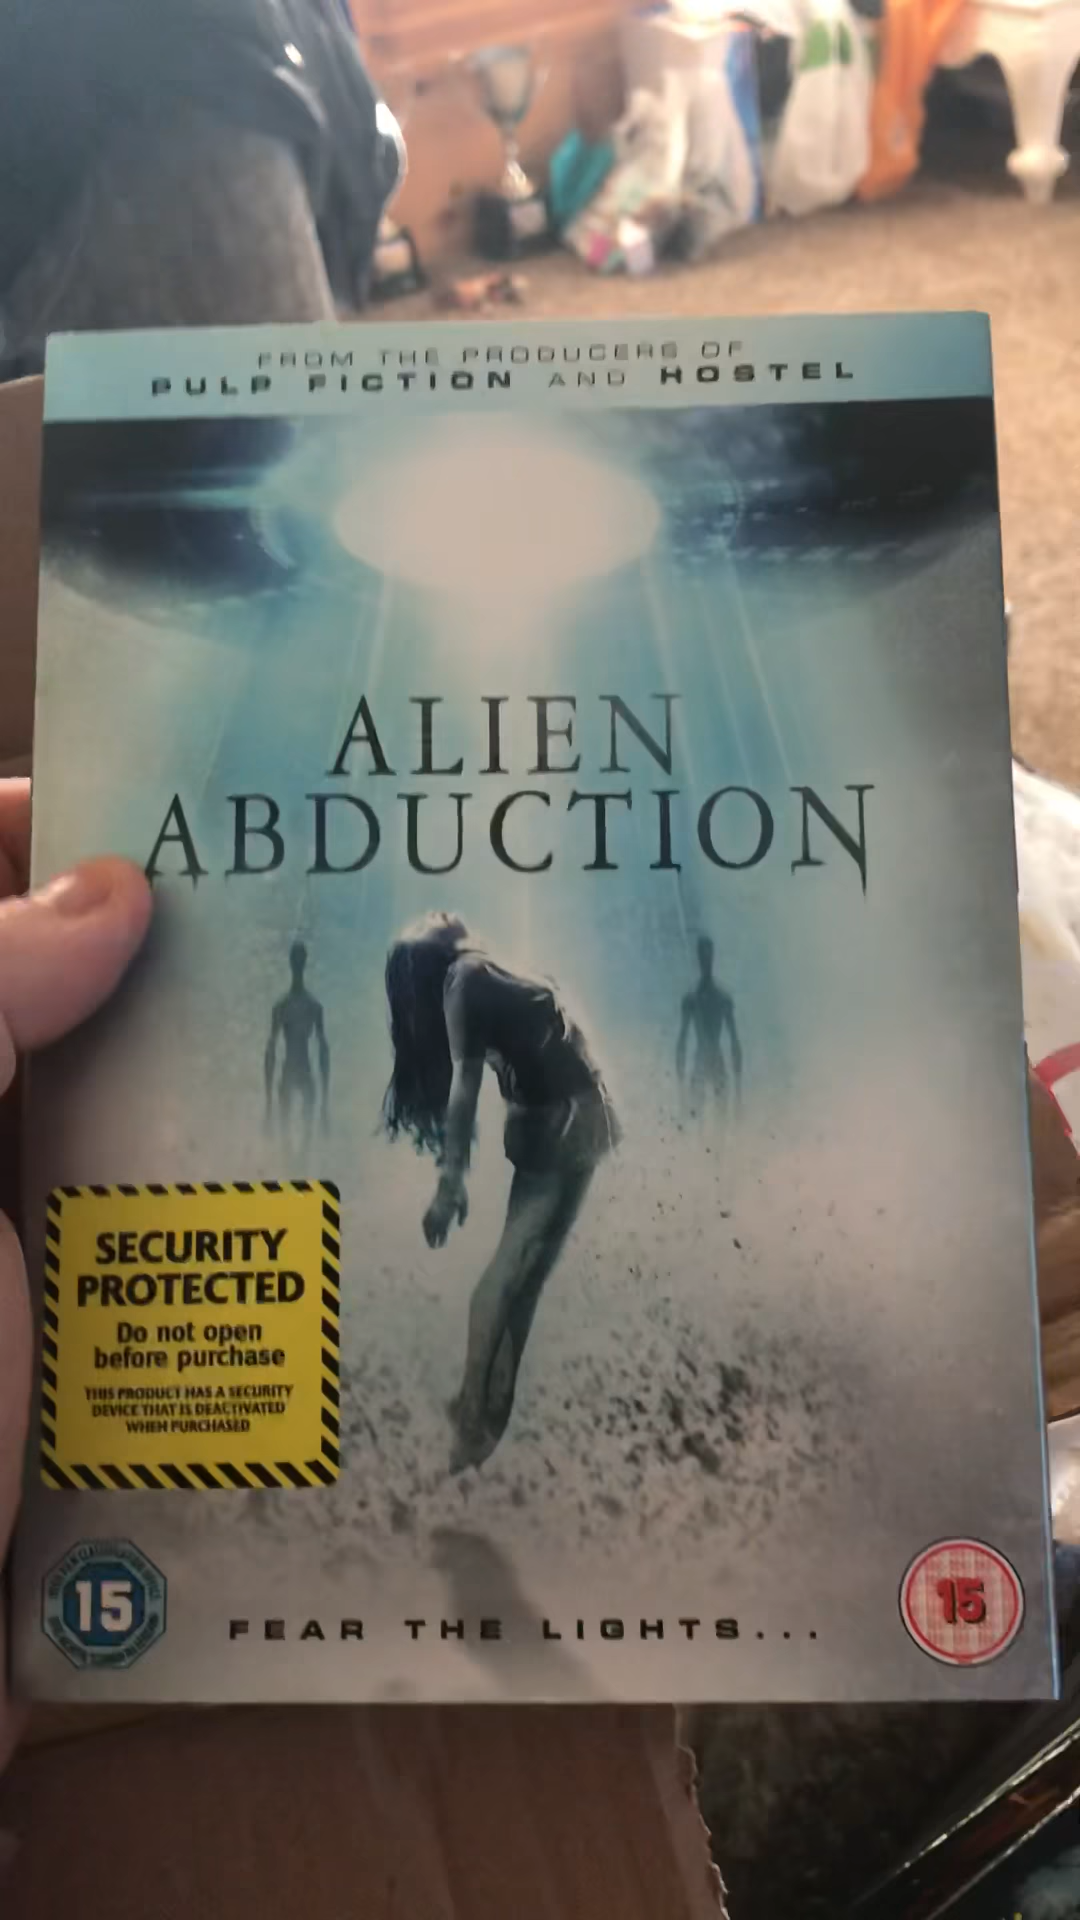 FROM THE PRODUCERS OF
PULP FICTION AND HOSTEL
ALIEN
ABDUCTION
SECURITY
PROTECTED
Do not open
before purchase
THIS PRODUCT HAS A SECURITY
DEVICE THAT IS DEACTIVATED
WHEN PURCHASED
15
FEAR THE LIGHTS...
15